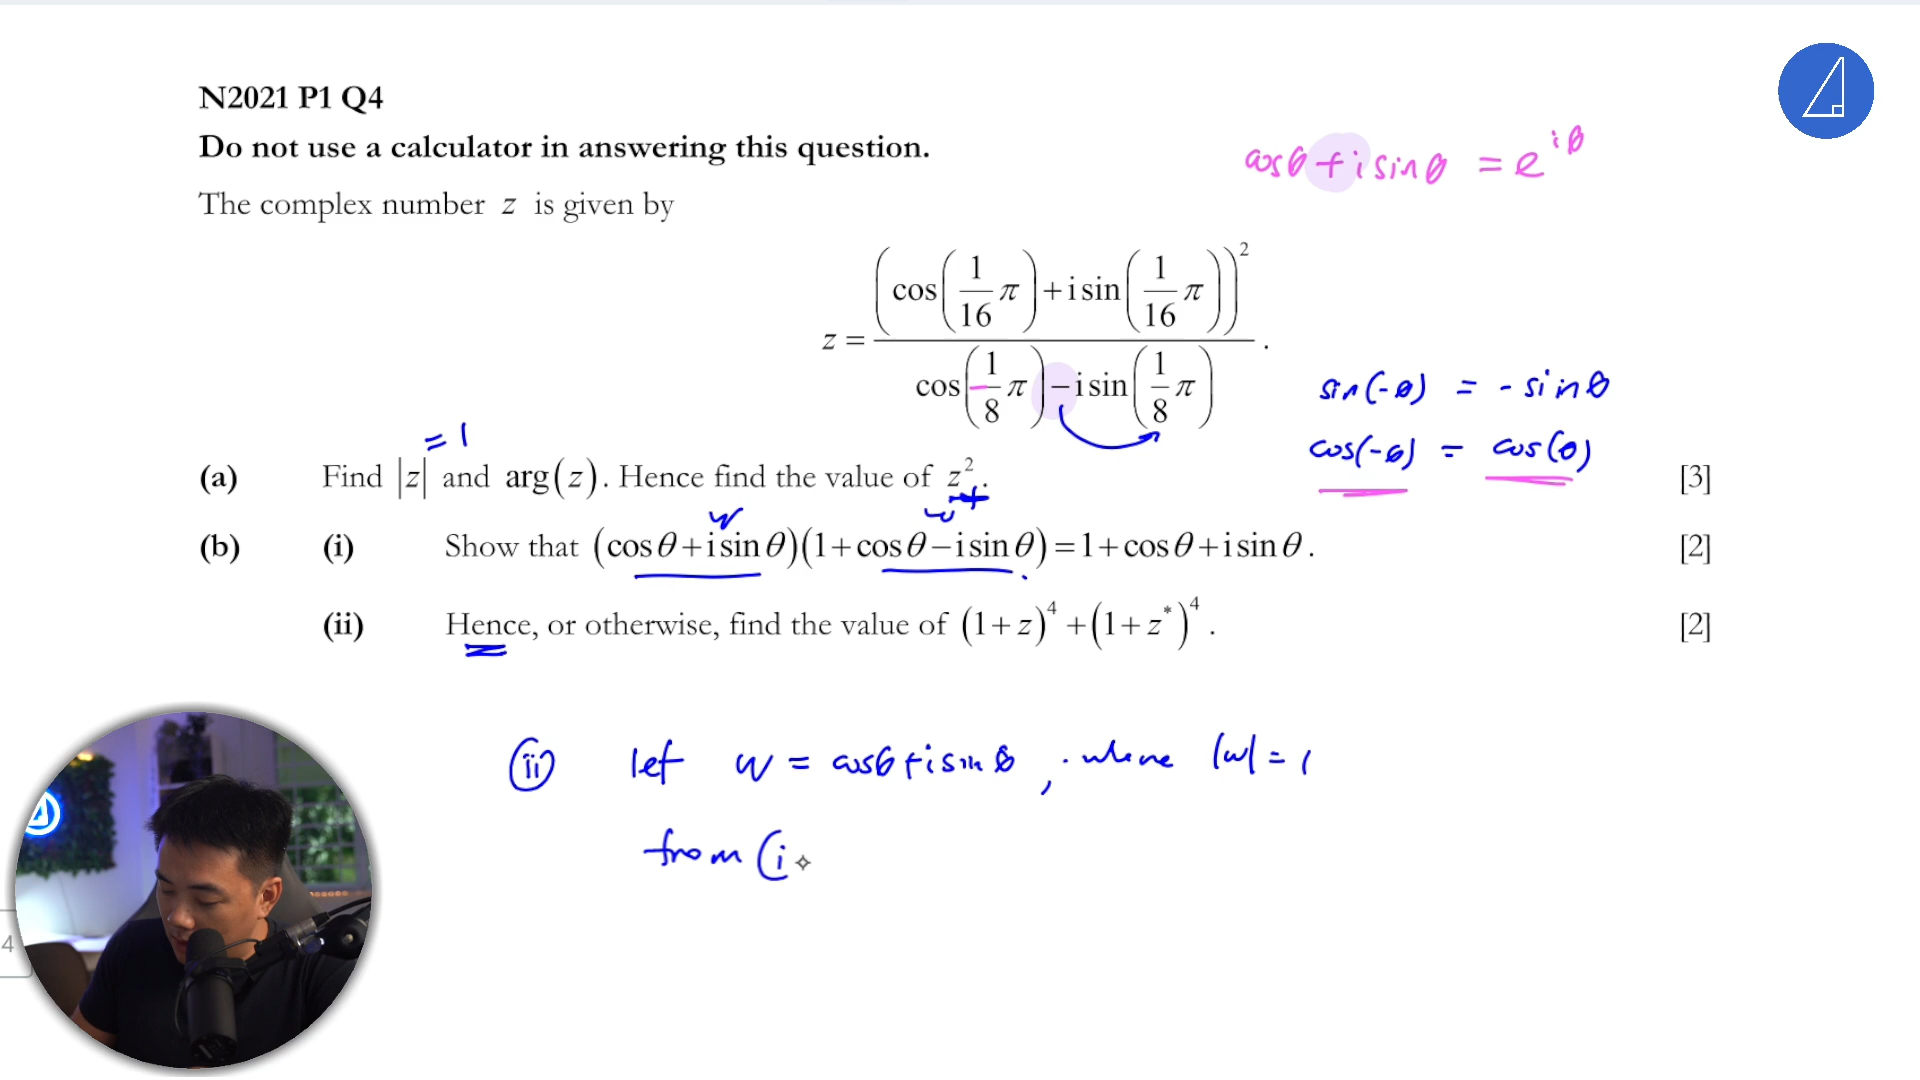 N2021 P1 Q4
Do not use a calculator in answering this question.
cosθ + i sinθ = e^{iθ}
The complex number z is given by
z = (cos(1/16 π) + i sin(1/16 π))^2 / (cos(1/8 π) − i sin(1/8 π)) .
sin(-θ) = - sinθ
cos(-θ) = cos(θ)
= 1
(a) Find |z| and arg(z). Hence find the value of z^2. [3]
w w*
(b) (i) Show that (cosθ + i sinθ)(1 + cosθ − i sinθ) = 1 + cosθ + i sinθ. [2]
(ii) Hence, or otherwise, find the value of (1 + z)^4 + (1 + z*)^4. [2]
(ii) let w = cosθ + i sinθ , where |w| = 1
from (i
4